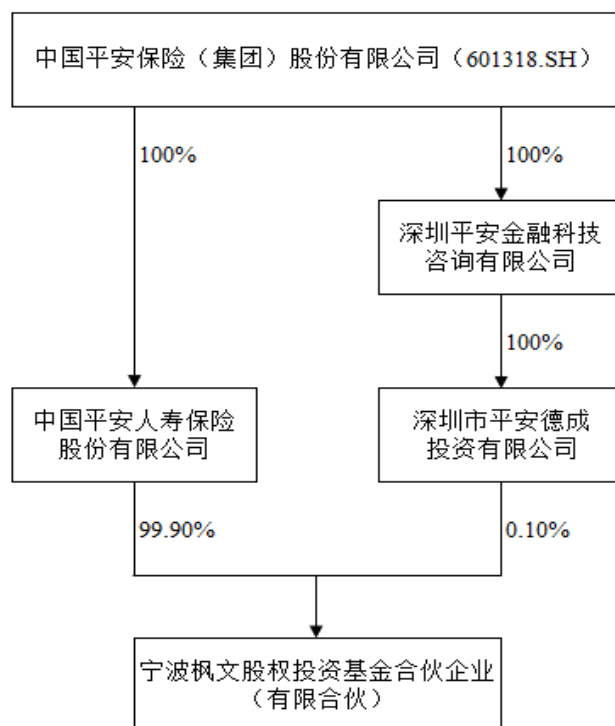 中国平安保险（集团）股份有限公司（601318.SH）
100%
100%
深圳平安金融科技
咨询有限公司
100%
中国平安人寿保险
股份有限公司
深圳市平安德成
投资有限公司
99.90%
0.10%
宁波枫文股权投资基金合伙企业
（有限合伙）